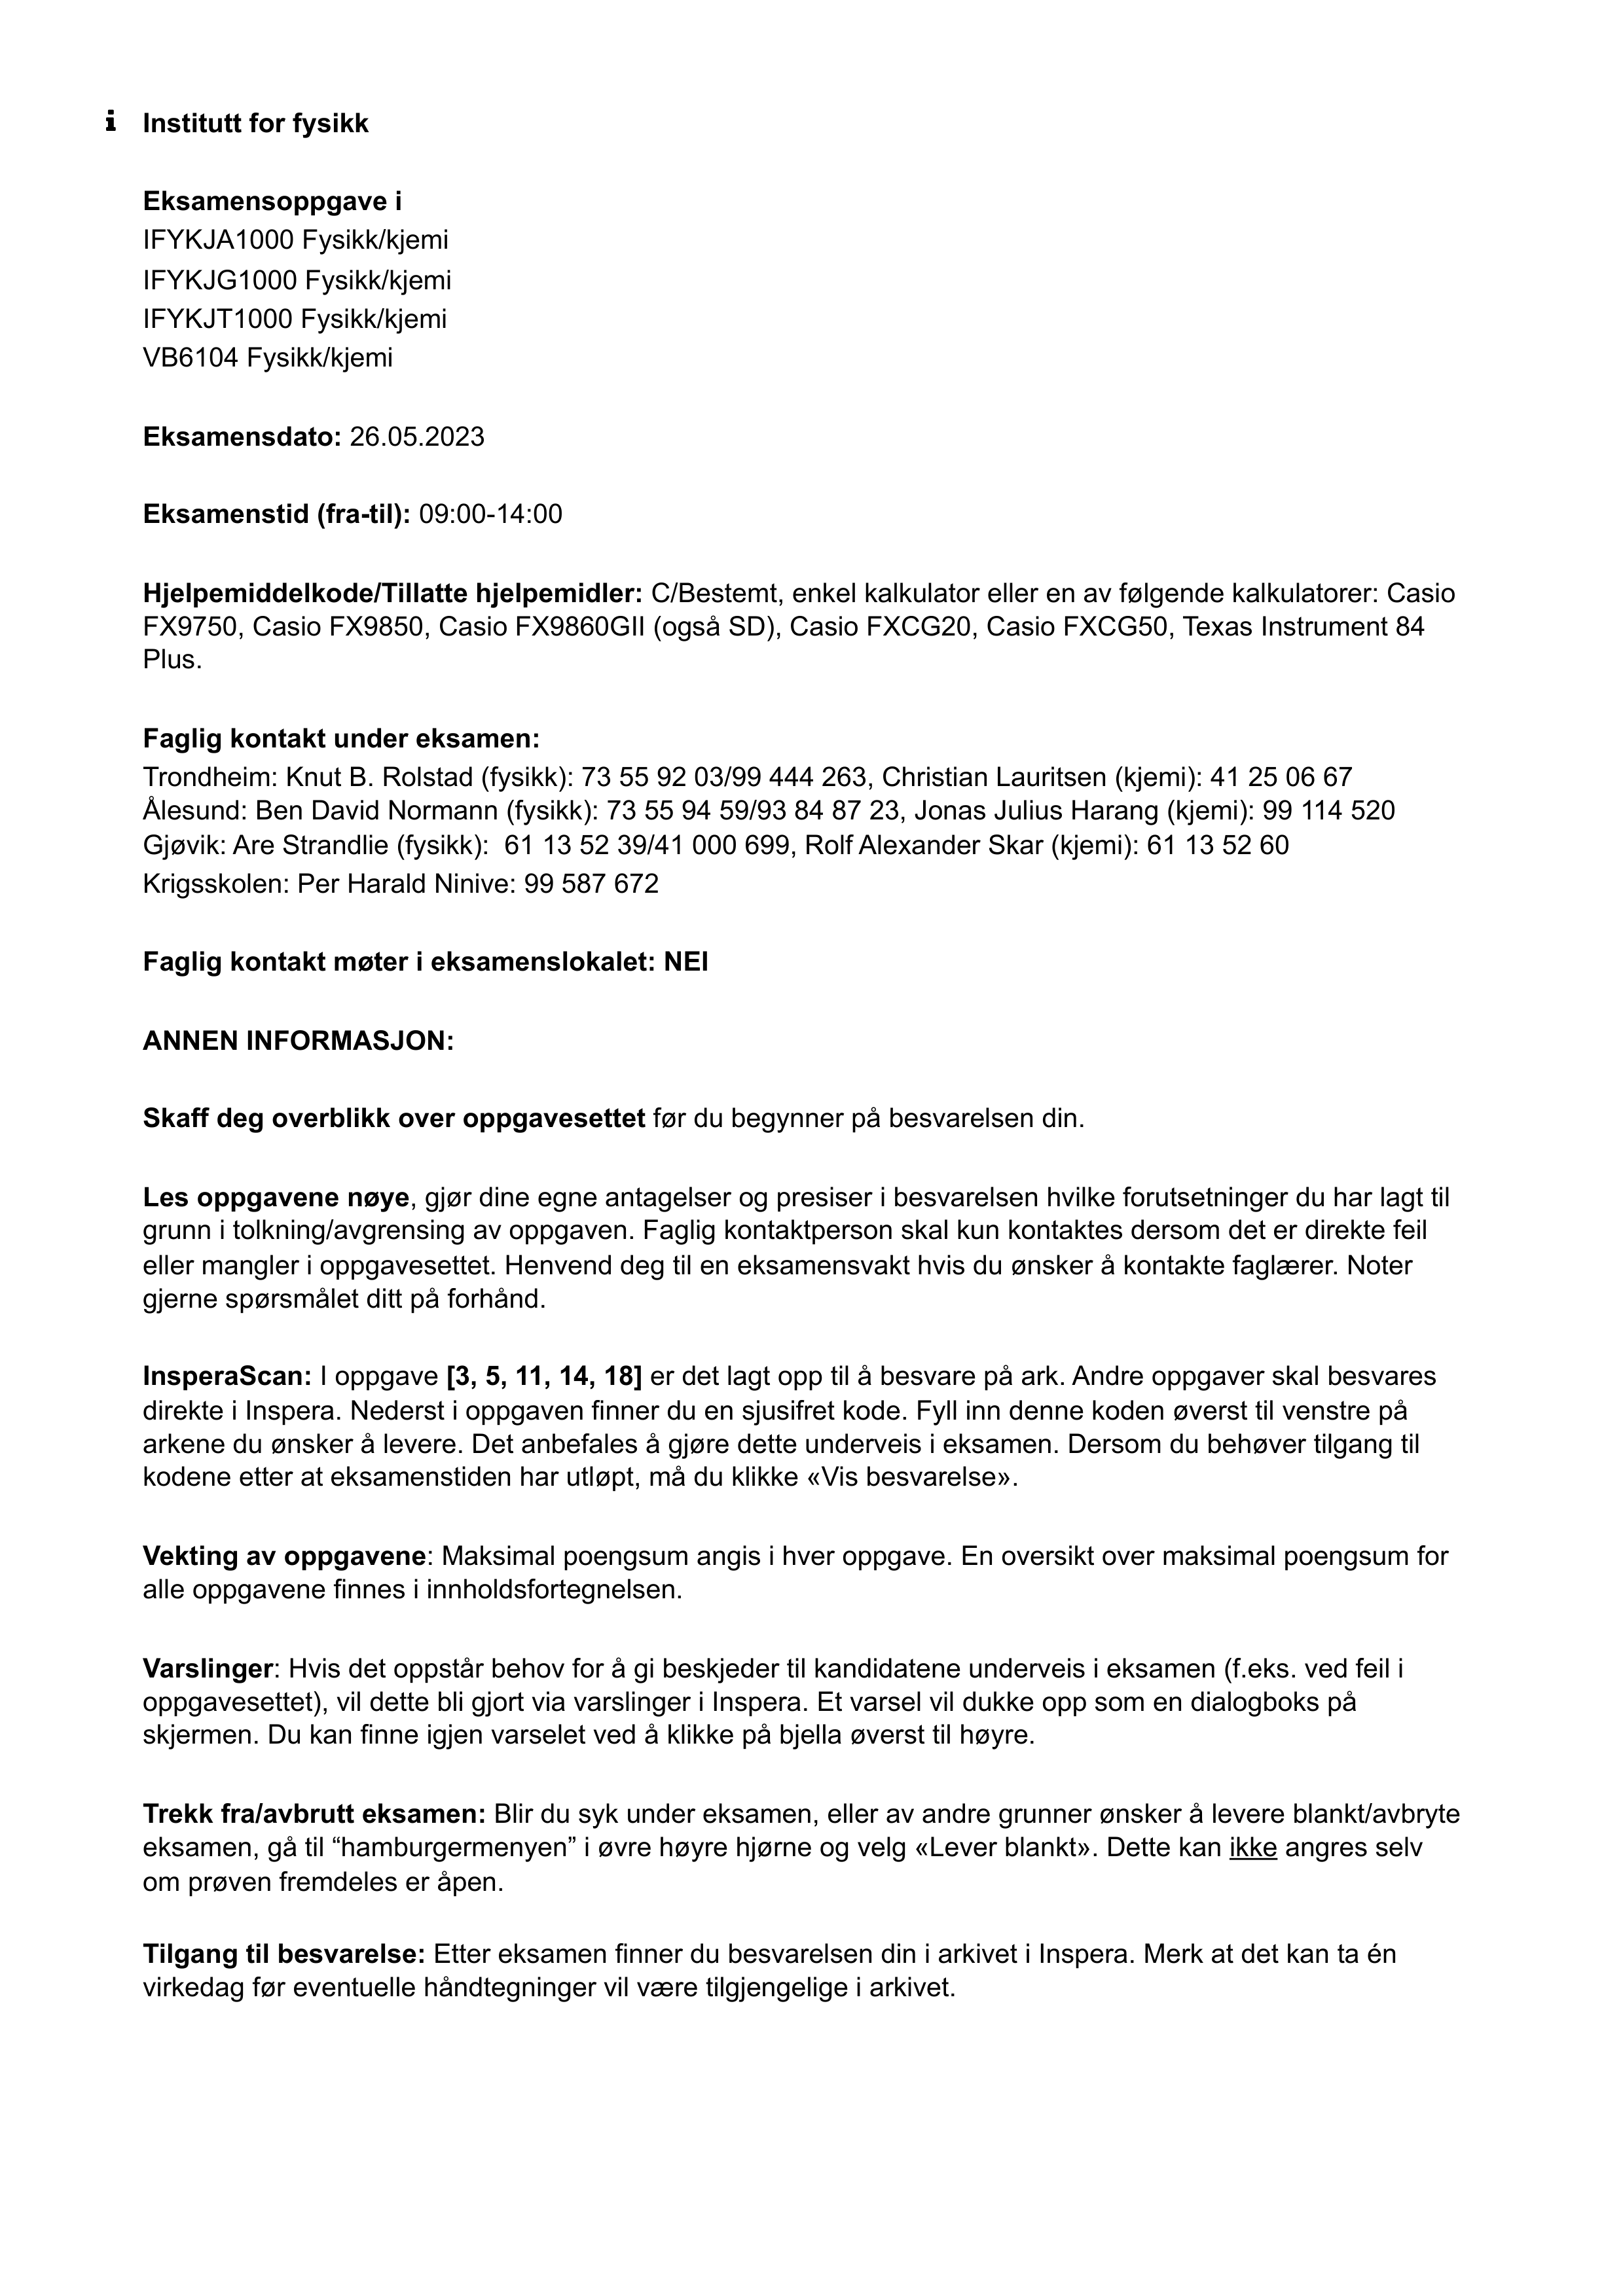 i Institutt for fysikk
Eksamensoppgave i
IFYKJA1000 Fysikk/kjemi
IFYKJG1000 Fysikk/kjemi
IFYKJT1000 Fysikk/kjemi
VB6104 Fysikk/kjemi
Eksamensdato: 26.05.2023
Eksamenstid (fra-til): 09:00-14:00
Hjelpemiddelkode/Tillatte hjelpemidler: C/Bestemt, enkel kalkulator eller en av følgende kalkulatorer: Casio
FX9750, Casio FX9850, Casio FX9860GII (også SD), Casio FXCG20, Casio FXCG50, Texas Instrument 84
Plus.
Faglig kontakt under eksamen:
Trondheim: Knut B. Rolstad (fysikk): 73 55 92 03/99 444 263, Christian Lauritsen (kjemi): 41 25 06 67
Ålesund: Ben David Normann (fysikk): 73 55 94 59/93 84 87 23, Jonas Julius Harang (kjemi): 99 114 520
Gjøvik: Are Strandlie (fysikk):  61 13 52 39/41 000 699, Rolf Alexander Skar (kjemi): 61 13 52 60
Krigsskolen: Per Harald Ninive: 99 587 672
Faglig kontakt møter i eksamenslokalet: NEI
ANNEN INFORMASJON:
Skaff deg overblikk over oppgavesettet før du begynner på besvarelsen din.
Les oppgavene nøye, gjør dine egne antagelser og presiser i besvarelsen hvilke forutsetninger du har lagt til
grunn i tolkning/avgrensing av oppgaven. Faglig kontaktperson skal kun kontaktes dersom det er direkte feil
eller mangler i oppgavesettet. Henvend deg til en eksamensvakt hvis du ønsker å kontakte faglærer. Noter
gjerne spørsmålet ditt på forhånd.
InsperaScan: I oppgave [3, 5, 11, 14, 18] er det lagt opp til å besvare på ark. Andre oppgaver skal besvares
direkte i Inspera. Nederst i oppgaven finner du en sjusifret kode. Fyll inn denne koden øverst til venstre på
arkene du ønsker å levere. Det anbefales å gjøre dette underveis i eksamen. Dersom du behøver tilgang til
kodene etter at eksamenstiden har utløpt, må du klikke «Vis besvarelse».
Vekting av oppgavene: Maksimal poengsum angis i hver oppgave. En oversikt over maksimal poengsum for
alle oppgavene finnes i innholdsfortegnelsen.
Varslinger: Hvis det oppstår behov for å gi beskjeder til kandidatene underveis i eksamen (f.eks. ved feil i
oppgavesettet), vil dette bli gjort via varslinger i Inspera. Et varsel vil dukke opp som en dialogboks på
skjermen. Du kan finne igjen varselet ved å klikke på bjella øverst til høyre.
Trekk fra/avbrutt eksamen: Blir du syk under eksamen, eller av andre grunner ønsker å levere blankt/avbryte
eksamen, gå til “hamburgermenyen” i øvre høyre hjørne og velg «Lever blankt». Dette kan ikke angres selv
om prøven fremdeles er åpen.
Tilgang til besvarelse: Etter eksamen finner du besvarelsen din i arkivet i Inspera. Merk at det kan ta én
virkedag før eventuelle håndtegninger vil være tilgjengelige i arkivet.